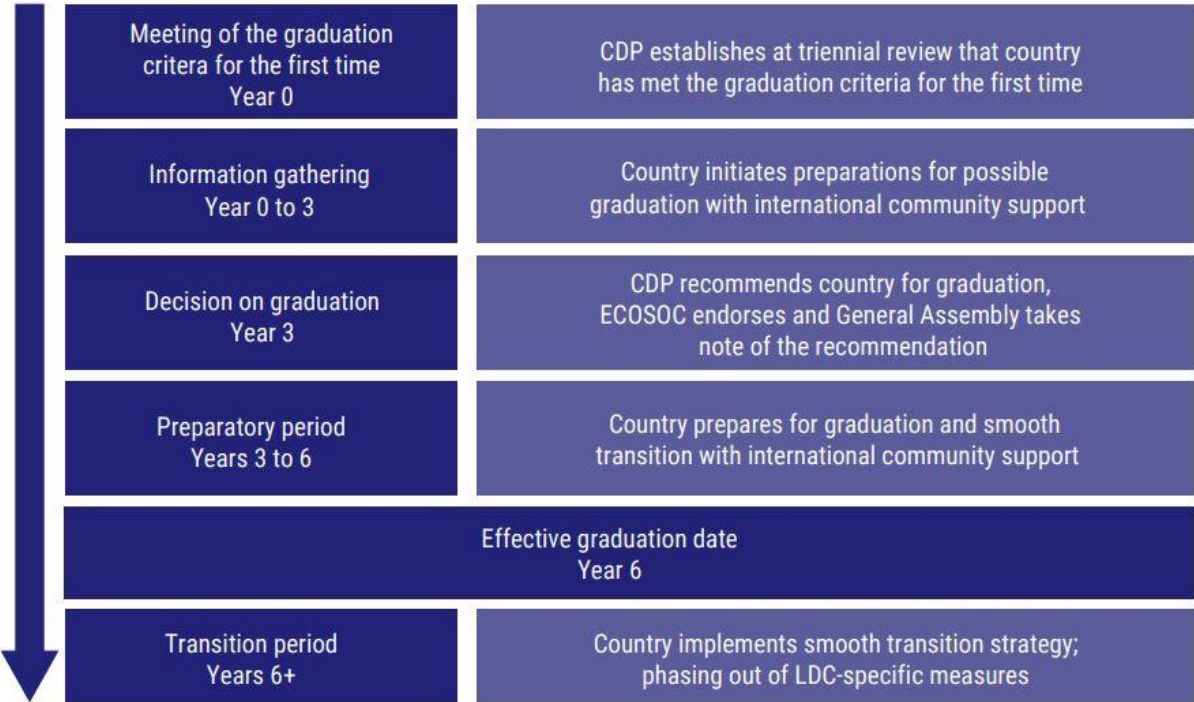 Meeting of the graduation
critera for the first time
Year 0
CDP establishes at triennial review that country
has met the graduation criteria for the first time
Information gathering
Year 0 to 3
Country initiates preparations for possible
graduation with international community support
Decision on graduation
Year 3
CDP recommends country for graduation,
ECOSOC endorses and General Assembly takes
note of the recommendation
Preparatory period
Years 3 to 6
Country prepares for graduation and smooth
transition with international community support
Effective graduation date
Year 6
Transition period
Years 6+
Country implements smooth transition strategy;
phasing out of LDC-specific measures